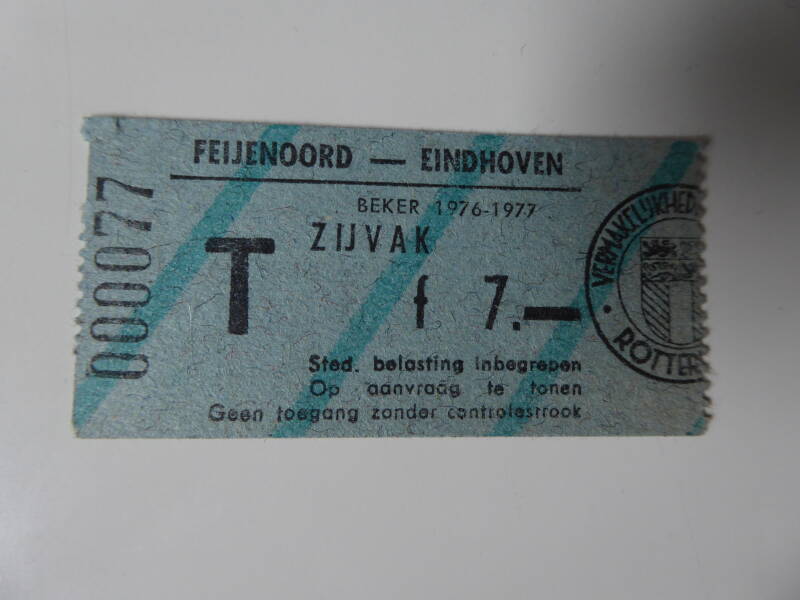 FEIJENOORD — EINDHOVEN
BEKER 1976-1977
ZIJVAK
T
f 7.—
Sted. belasting inbegrepen
Op aanvraag te tonen
Geen toegang zonder controlestrook
000077
VERMAKELIJKHED
ROTTER